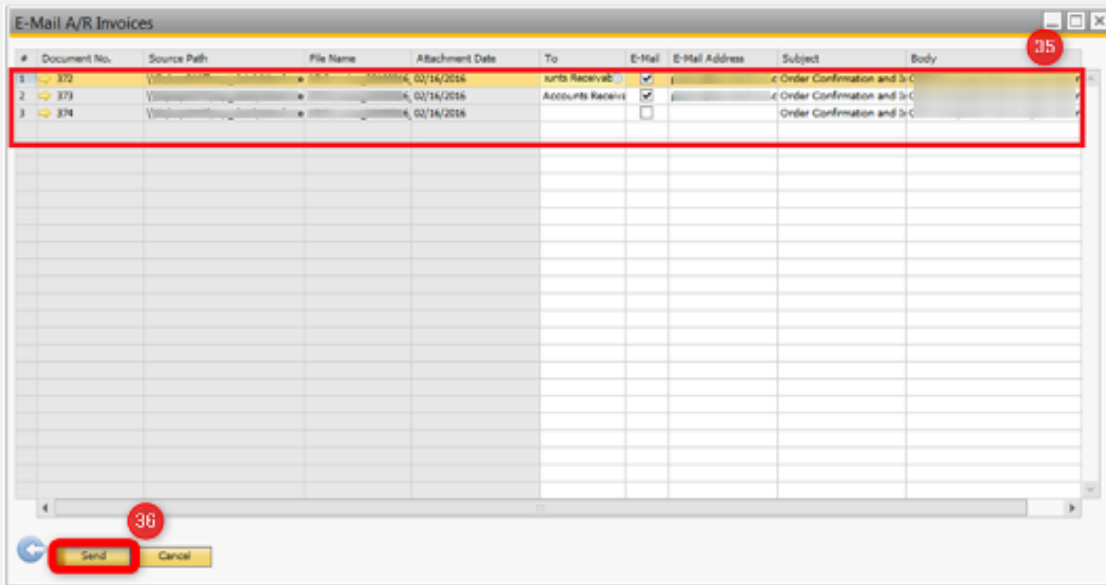 E-Mail A/R Invoices
35
# Document No. Source Path File Name Attachment Date To E-Mail E-Mail Address Subject Body
1 372 02/16/2016 Order Confirmation and
2 373 02/16/2016 Accounts Order Confirmation and
3 374 02/16/2016 Order Confirmation and
36
Send Cancel